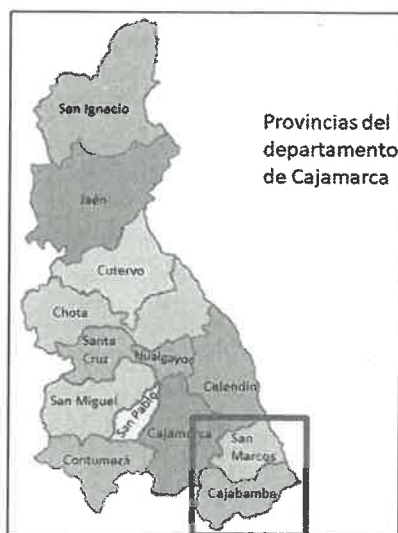 San Ignacio
Provincias del
departamento
de Cajamarca
Jaén
Cutervo
Chota
Santa
Cruz
Hualgayoc
Celendín
San Miguel
San Pablo
Cajamarca
San
Marcos
Contumazá
Cajabamba